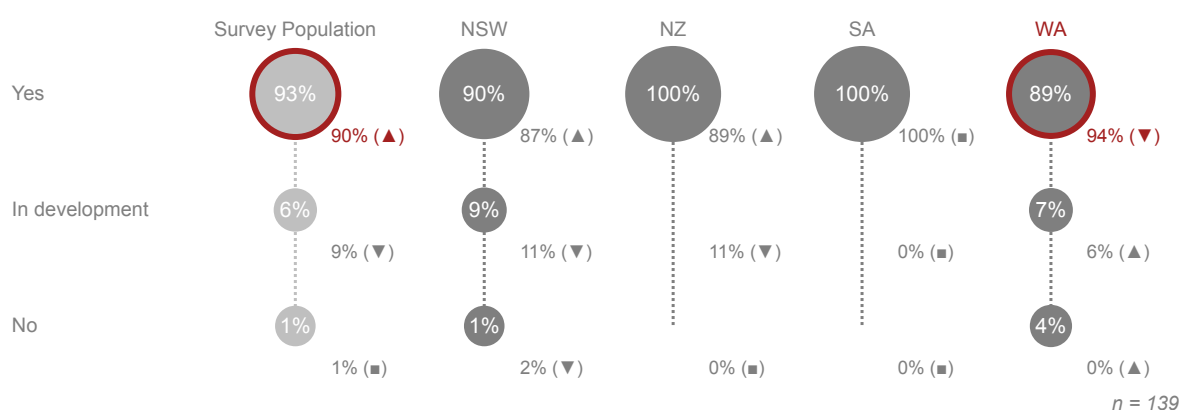 Survey Population NSW NZ SA WA
Yes 93% 90% 100% 100% 89%
90% (▲) 87% (▲) 89% (▲) 100% (■) 94% (▼)
In development 6% 9% 7%
9% (▼) 11% (▼) 11% (▼) 0% (■) 6% (▲)
No 1% 1% 4%
1% (■) 2% (▼) 0% (■) 0% (■) 0% (▲)
n = 139